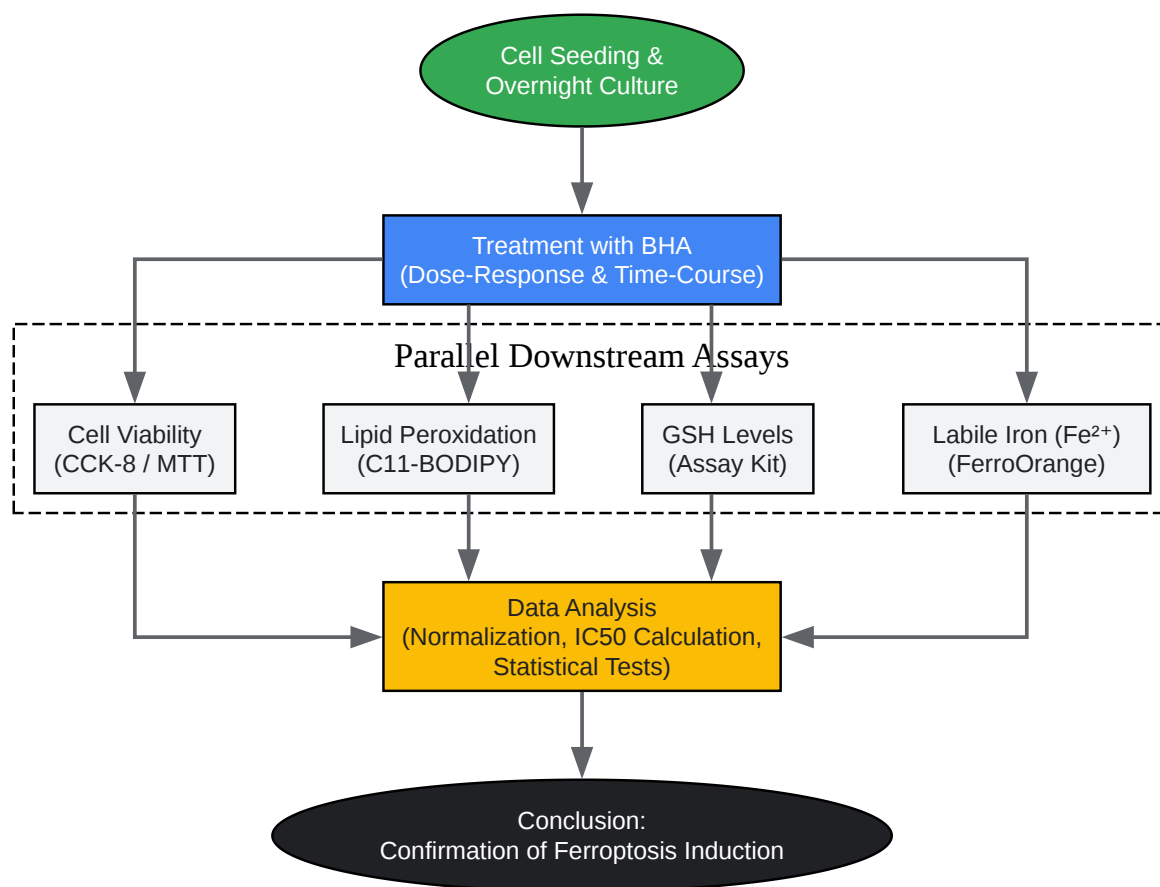 Cell Seeding &
Overnight Culture
Treatment with BHA
(Dose-Response & Time-Course)
Parallel Downstream Assays
Cell Viability
(CCK-8 / MTT)
Lipid Peroxidation
(C11-BODIPY)
GSH Levels
(Assay Kit)
Labile Iron (Fe²⁺)
(FerroOrange)
Data Analysis
(Normalization, IC50 Calculation,
Statistical Tests)
Conclusion:
Confirmation of Ferroptosis Induction